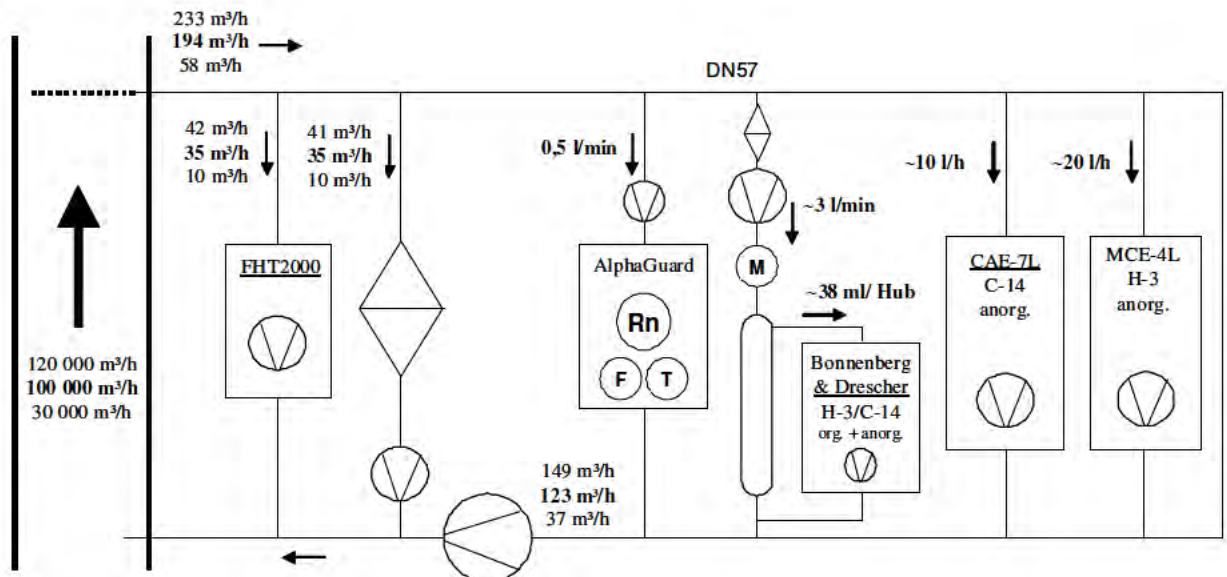 233 m³/h
194 m³/h
58 m³/h
DN57
42 m³/h
35 m³/h
10 m³/h
41 m³/h
35 m³/h
10 m³/h
0,5 l/min
~10 l/h
~20 l/h
~3 l/min
FHT2000
AlphaGuard
Rn
F
T
M
~38 ml/ Hub
Bonnenberg
& Drescher
H-3/C-14
org. + anorg.
CAE-7L
C-14
anorg.
MCE-4L
H-3
anorg.
120 000 m³/h
100 000 m³/h
30 000 m³/h
149 m³/h
123 m³/h
37 m³/h